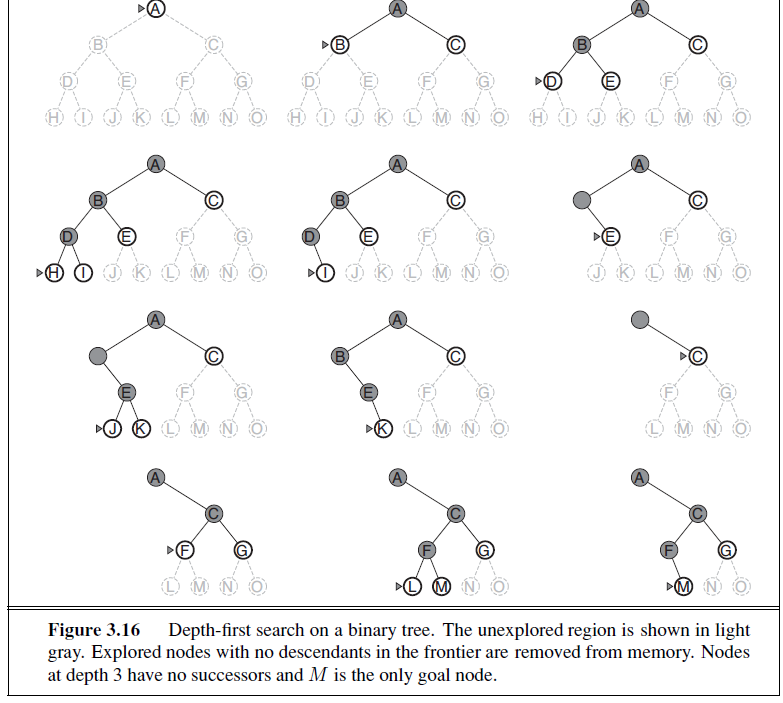 A
A
A
B C
B C
B C
D E F G
D E F G
D E F G
H I J K L M N O
H I J K L M N O
H I J K L M N O
A
A
A
B C
B C
C
D E F G
D E F G
E F G
H I J K L M N O
I J K L M N O
J K L M N O
A
A
C
B C
C
E F G
E F G
F G
J K L M N O
K L M N O
L M N O
A
A
A
C
C
C
F G
F G
F G
L M N O
L M N O
M N O
Figure 3.16 Depth-first search on a binary tree. The unexplored region is shown in light
gray. Explored nodes with no descendants in the frontier are removed from memory. Nodes
at depth 3 have no successors and M is the only goal node.